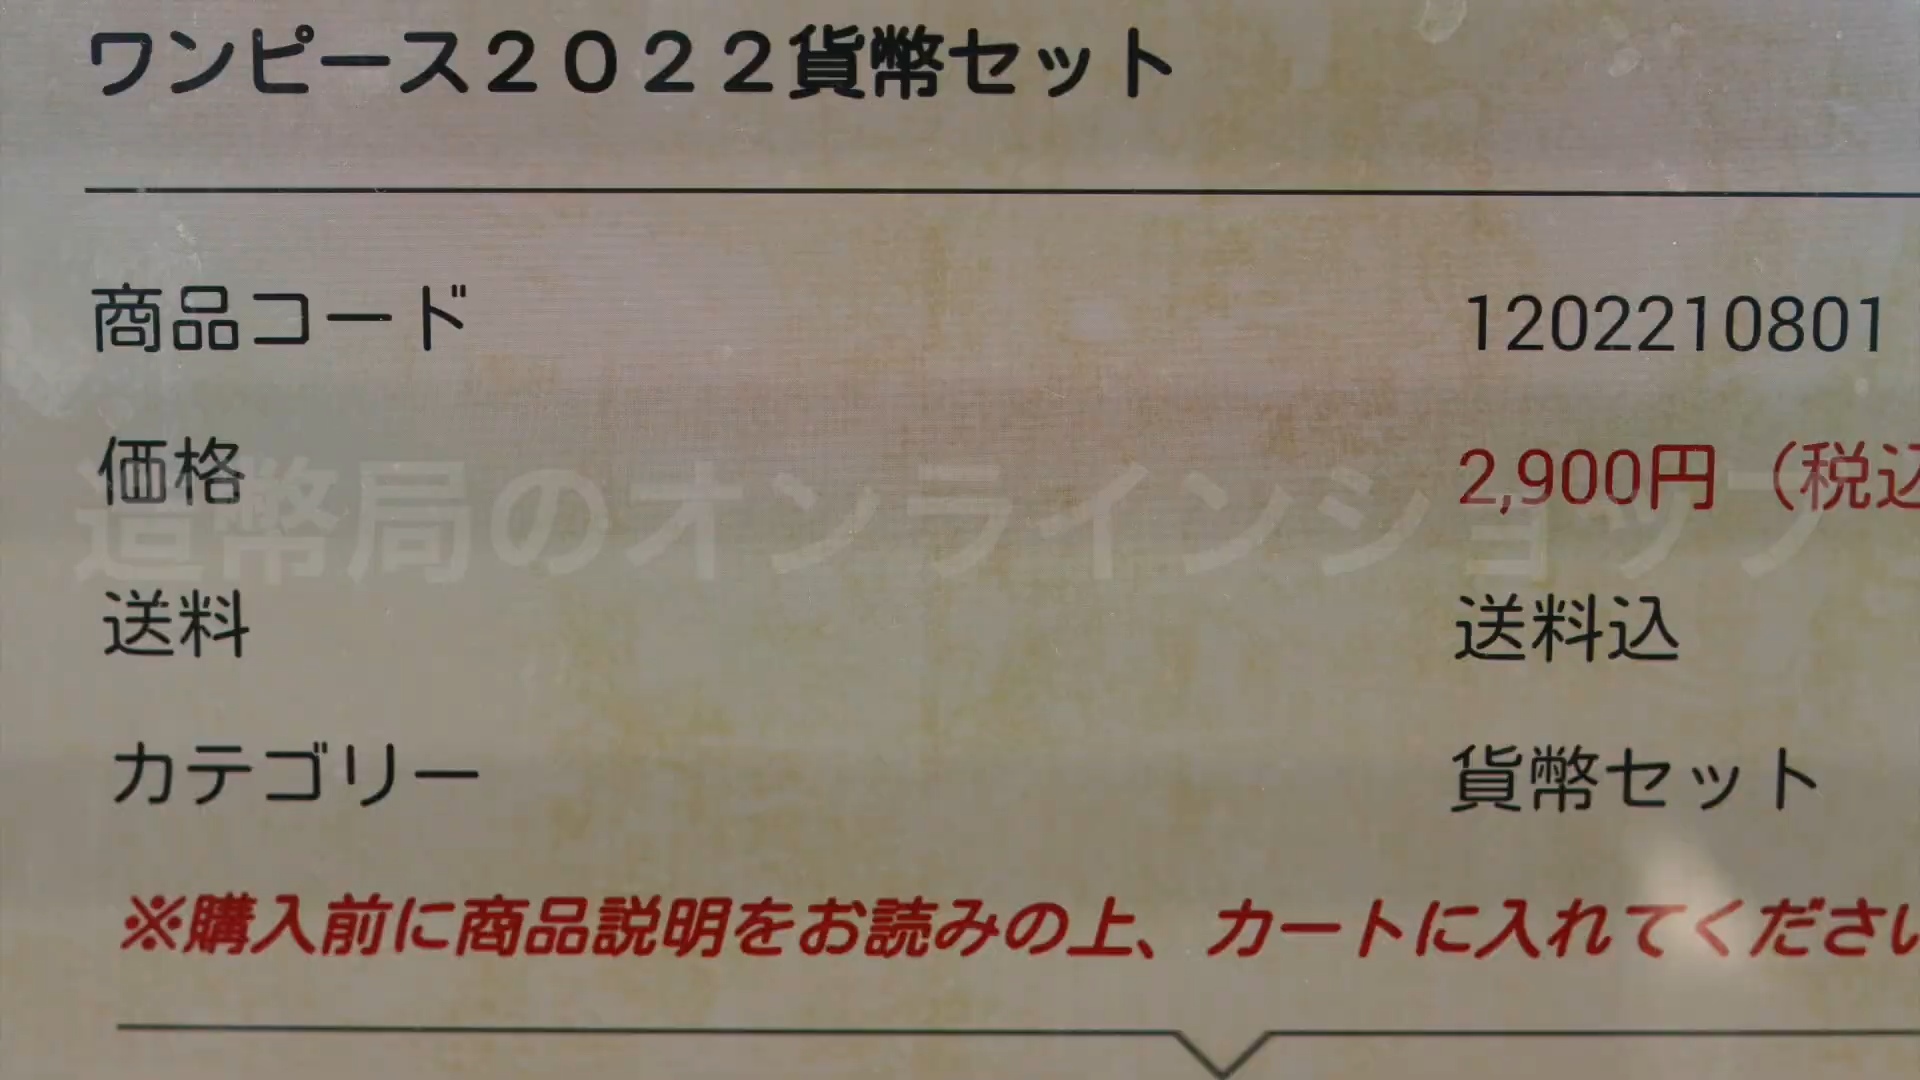 ワンピース２０２２貨幣セット
商品コード 1202210801
価格 2,900円（税込
造幣局のオンラインショップ
送料 送料込
カテゴリー 貨幣セット
※購入前に商品説明をお読みの上、カートに入れてください